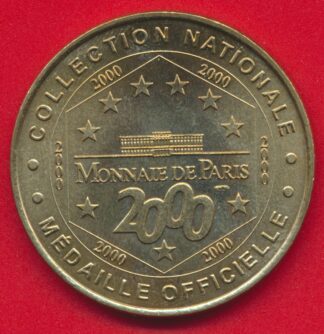 COLLECTION NATIONALE
2000 2000
2000 2000
MONNAIE DE PARIS
2000
2000 2000
MÉDAILLE OFFICIELLE